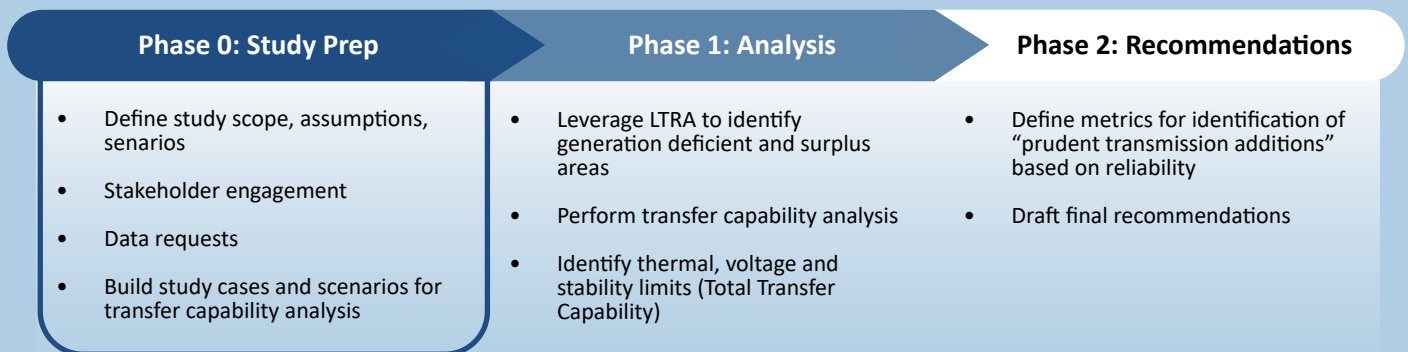 Phase 0: Study Prep
• Define study scope, assumptions,
senarios
• Stakeholder engagement
• Data requests
• Build study cases and scenarios for
transfer capability analysis
Phase 1: Analysis
• Leverage LTRA to identify
generation deficient and surplus
areas
• Perform transfer capability analysis
• Identify thermal, voltage and
stability limits (Total Transfer
Capability)
Phase 2: Recommendations
• Define metrics for identification of
“prudent transmission additions”
based on reliability
• Draft final recommendations